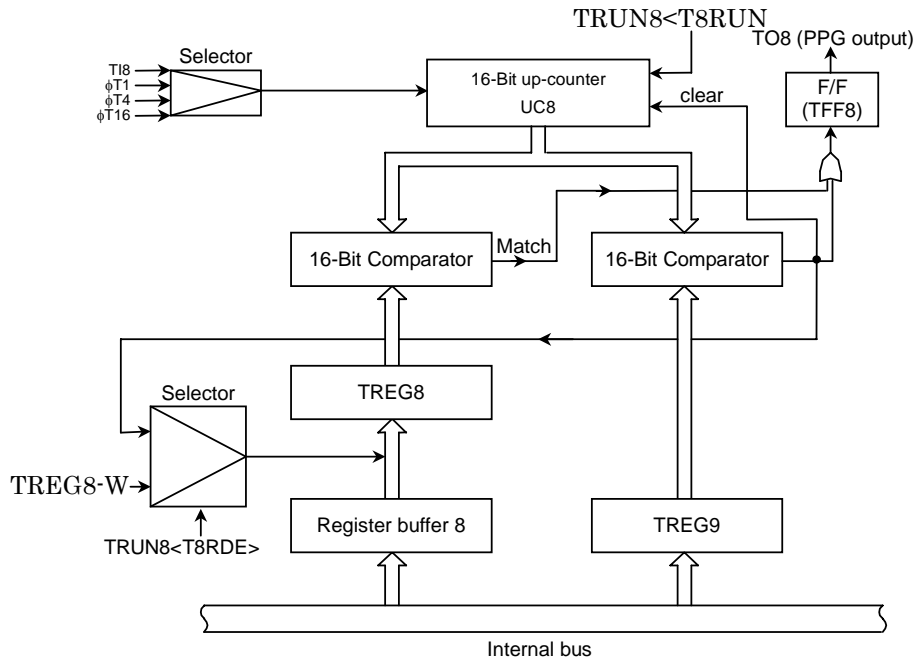 TRUN8<T8RUN
TO8 (PPG output)
Selector
TI8
ϕT1
ϕT4
ϕT16
16-Bit up-counter
UC8
clear
F/F
(TFF8)
16-Bit Comparator
Match
16-Bit Comparator
TREG8
Selector
TREG8-W
TRUN8<T8RDE>
Register buffer 8
TREG9
Internal bus